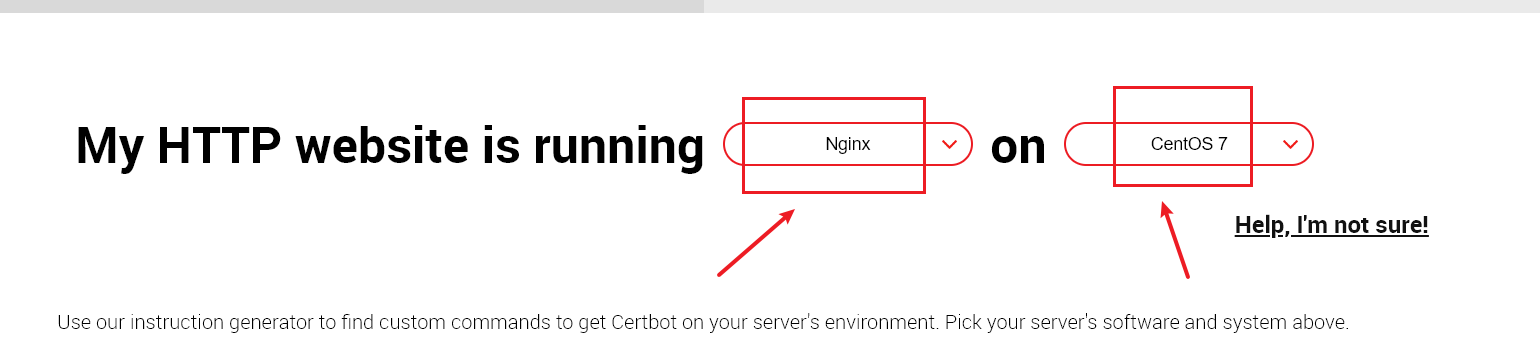 My HTTP website is running Nginx on CentOS 7
Help, I'm not sure!
Use our instruction generator to find custom commands to get Certbot on your server's environment. Pick your server's software and system above.